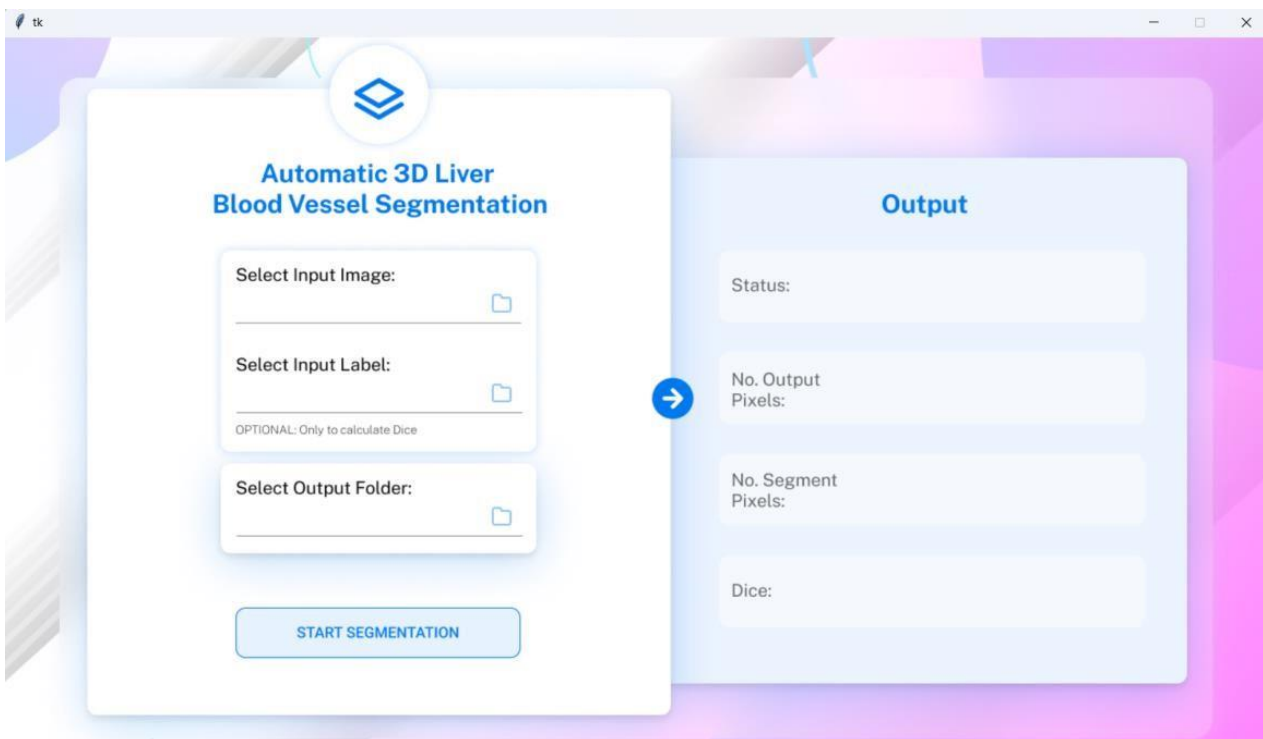 tk
Automatic 3D Liver
Blood Vessel Segmentation
Select Input Image:
Select Input Label:
OPTIONAL: Only to calculate Dice
Select Output Folder:
START SEGMENTATION
Output
Status:
No. Output
Pixels:
No. Segment
Pixels:
Dice: